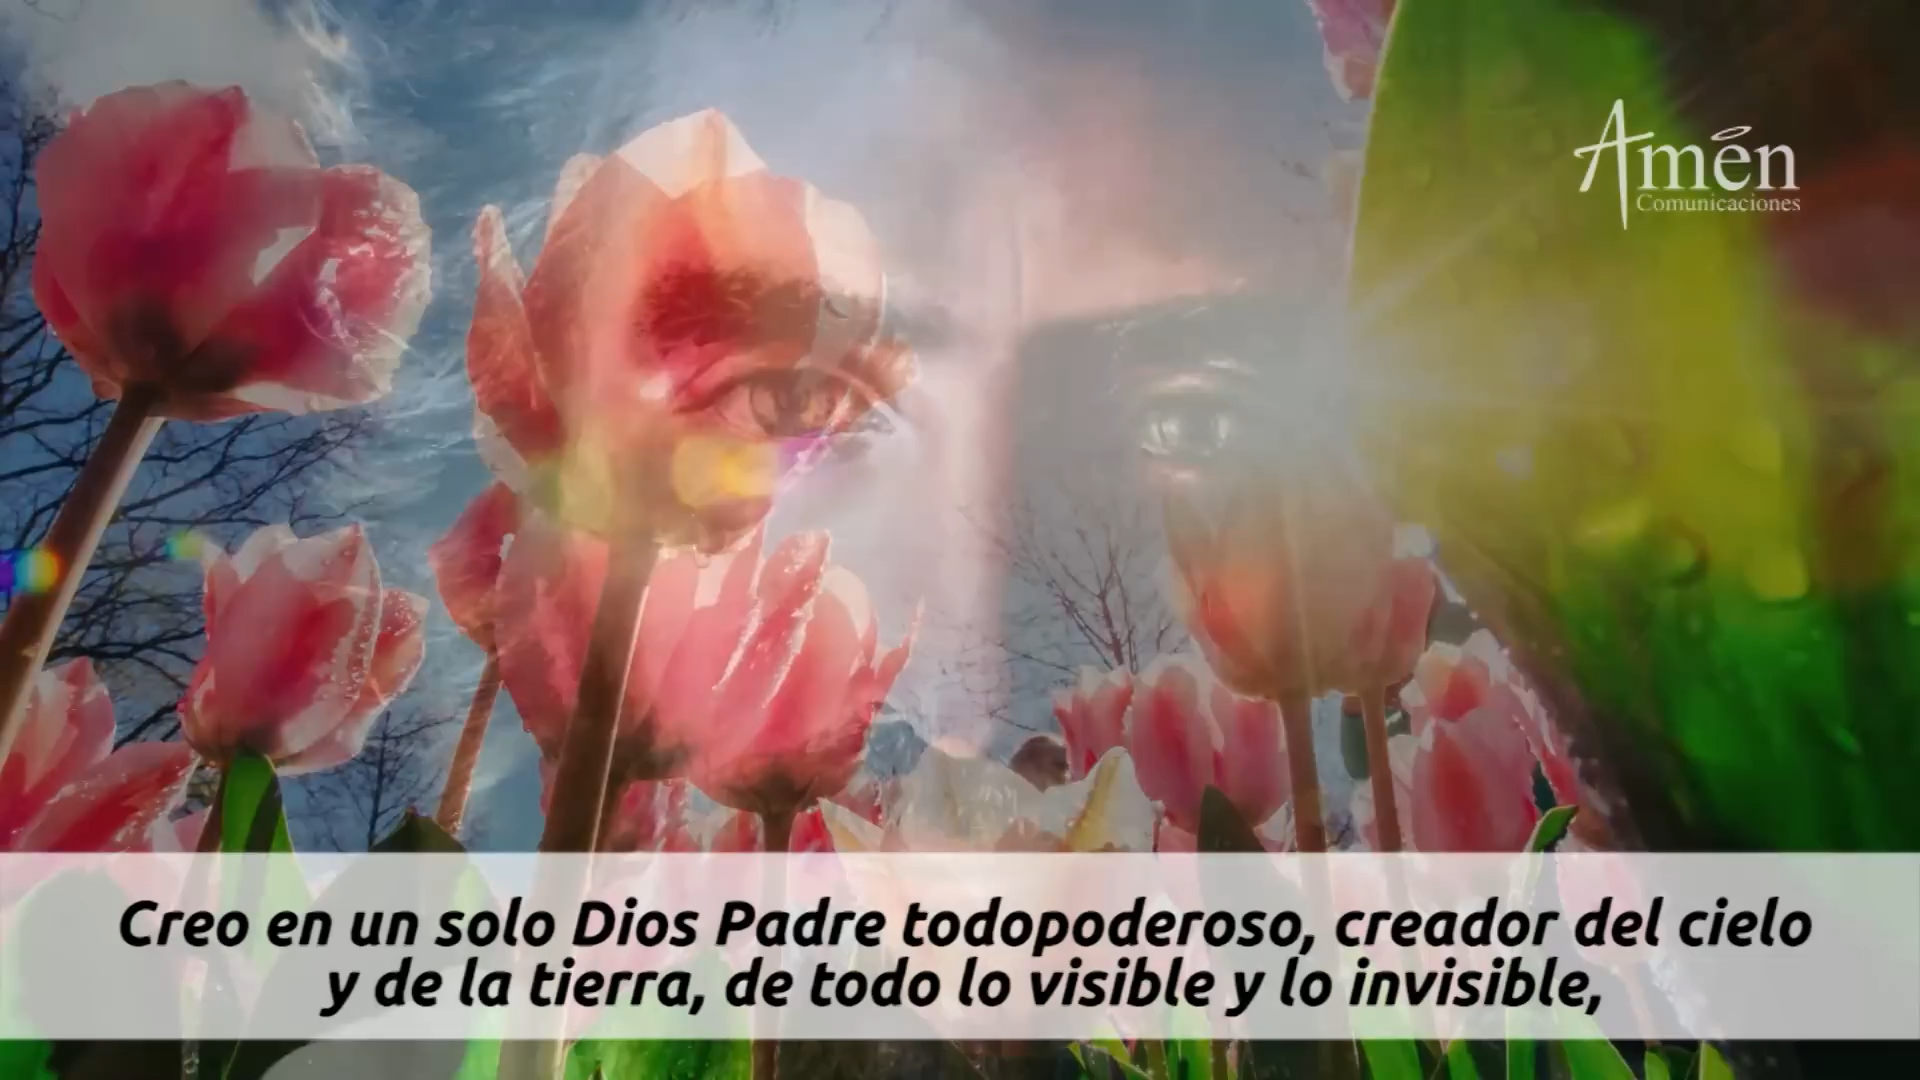 Amén
Comunicaciones
Creo en un solo Dios Padre todopoderoso, creador del cielo
y de la tierra, de todo lo visible y lo invisible,